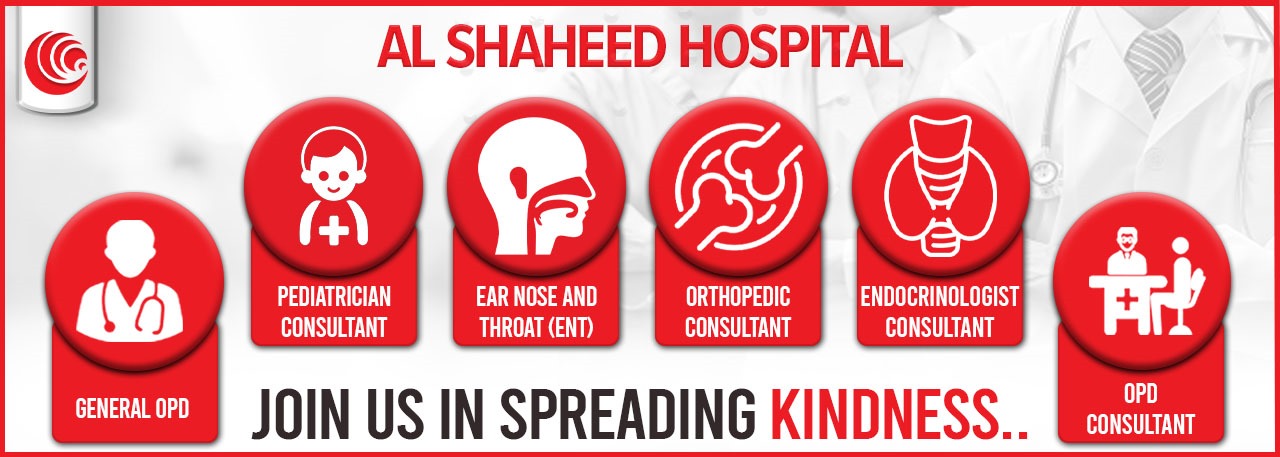 AL SHAHEED HOSPITAL
GENERAL OPD
PEDIATRICIAN
CONSULTANT
EAR NOSE AND
THROAT (ENT)
ORTHOPEDIC
CONSULTANT
ENDOCRINOLOGIST
CONSULTANT
OPD
CONSULTANT
JOIN US IN SPREADING KINDNESS..